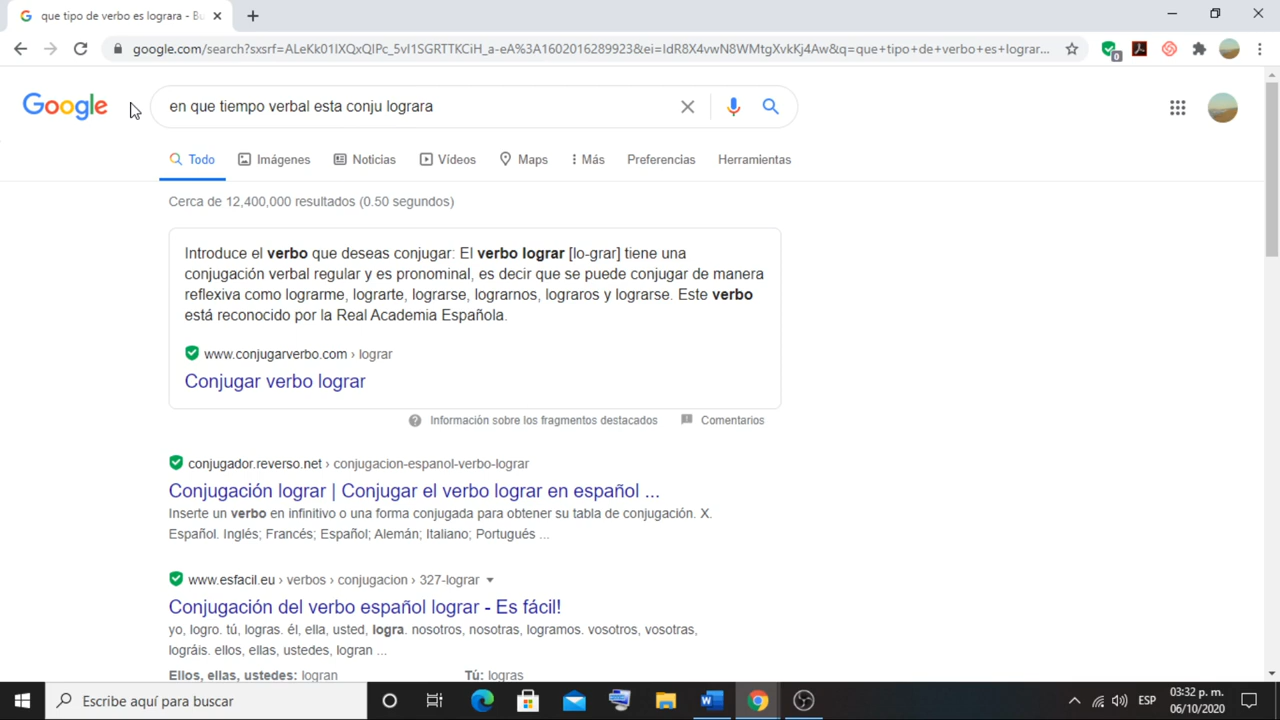 que tipo de verbo es lograra - Bu
google.com/search?sxsrf=ALeKk01IXQxQIPc_5vI1SGRTTKCiH_a-eA%3A1602016289923&ei=IdR8X4vwN8WMtgXvkKj4Aw&q=que+tipo+de+verbo+es+lograr...
0
Google
en que tiempo verbal esta conju lograra
Todo Imágenes Noticias Vídeos Maps Más Preferencias Herramientas
Cerca de 12,400,000 resultados (0.50 segundos)
Introduce el verbo que deseas conjugar: El verbo lograr [lo-grar] tiene una
conjugación verbal regular y es pronominal, es decir que se puede conjugar de manera
reflexiva como lograrme, lograrte, lograrse, lograrnos, lograros y lograrse. Este verbo
está reconocido por la Real Academia Española.
www.conjugarverbo.com › lograr
Conjugar verbo lograr
Información sobre los fragmentos destacados Comentarios
conjugador.reverso.net › conjugacion-espanol-verbo-lograr
Conjugación lograr | Conjugar el verbo lograr en español ...
Inserte un verbo en infinitivo o una forma conjugada para obtener su tabla de conjugación. X.
Español. Inglés; Francés; Español; Alemán; Italiano; Portugués ...
www.esfacil.eu › verbos › conjugacion › 327-lograr
Conjugación del verbo español lograr - Es fácil!
yo, logro. tú, logras. él, ella, usted, logra. nosotros, nosotras, logramos. vosotros, vosotras,
lográis. ellos, ellas, ustedes, logran ...
Ellos, ellas, ustedes: logran Tú: logras
Escribe aquí para buscar
ESP
03:32 p. m.
06/10/2020